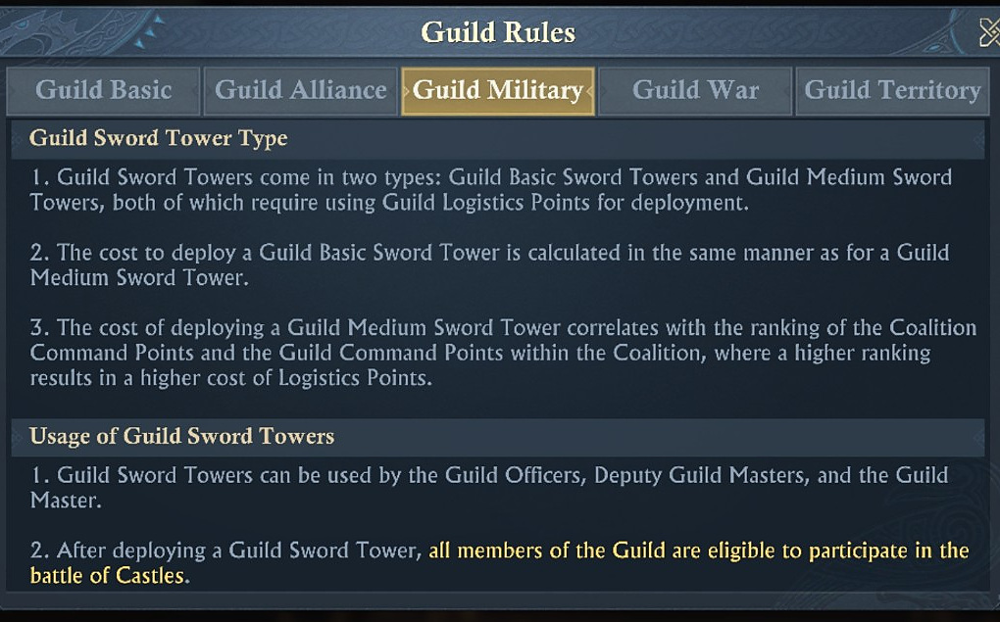 Guild Rules
Guild Basic
Guild Alliance
Guild Military
Guild War
Guild Territory
Guild Sword Tower Type
1. Guild Sword Towers come in two types: Guild Basic Sword Towers and Guild Medium Sword
Towers, both of which require using Guild Logistics Points for deployment.
2. The cost to deploy a Guild Basic Sword Tower is calculated in the same manner as for a Guild
Medium Sword Tower.
3. The cost of deploying a Guild Medium Sword Tower correlates with the ranking of the Coalition
Command Points and the Guild Command Points within the Coalition, where a higher ranking
results in a higher cost of Logistics Points.
Usage of Guild Sword Towers
1. Guild Sword Towers can be used by the Guild Officers, Deputy Guild Masters, and the Guild
Master.
2. After deploying a Guild Sword Tower, all members of the Guild are eligible to participate in the
battle of Castles.